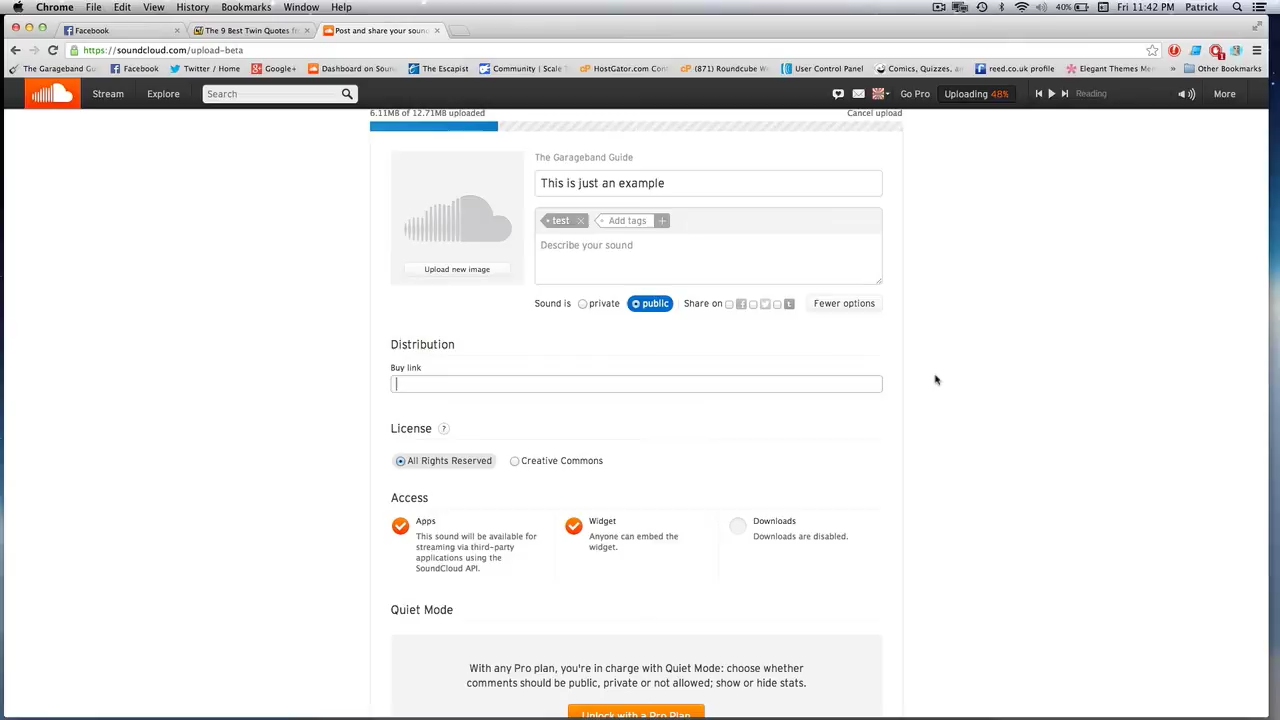 Chrome File Edit View History Bookmarks Window Help 40% Fri 11:42 PM Patrick
Facebook The 9 Best Twin Quotes fr Post and share your soun
https://soundcloud.com/upload-beta
The Garageband Gui Facebook Twitter / Home Google+ Dashboard on Soun The Escapist Community | Scale HostGator.com Con (871) Roundcube W User Control Panel Comics, Quizzes, a reed.co.uk profile Elegant Themes Me » Other Bookmarks
Stream Explore Search Go Pro Uploading 48% Reading More
6.11MB of 12.71MB uploaded Cancel upload
The Garageband Guide
This is just an example
test Add tags +
Describe your sound
Upload new image
Sound is private public Share on Fewer options
Distribution
Buy link
License ?
All Rights Reserved Creative Commons
Access
Apps Widget Downloads
This sound will be available for streaming via third-party applications using the SoundCloud API.
Anyone can embed the widget.
Downloads are disabled.
Quiet Mode
With any Pro plan, you're in charge with Quiet Mode: choose whether
comments should be public, private or not allowed; show or hide stats.
Unlock with a Pro Plan